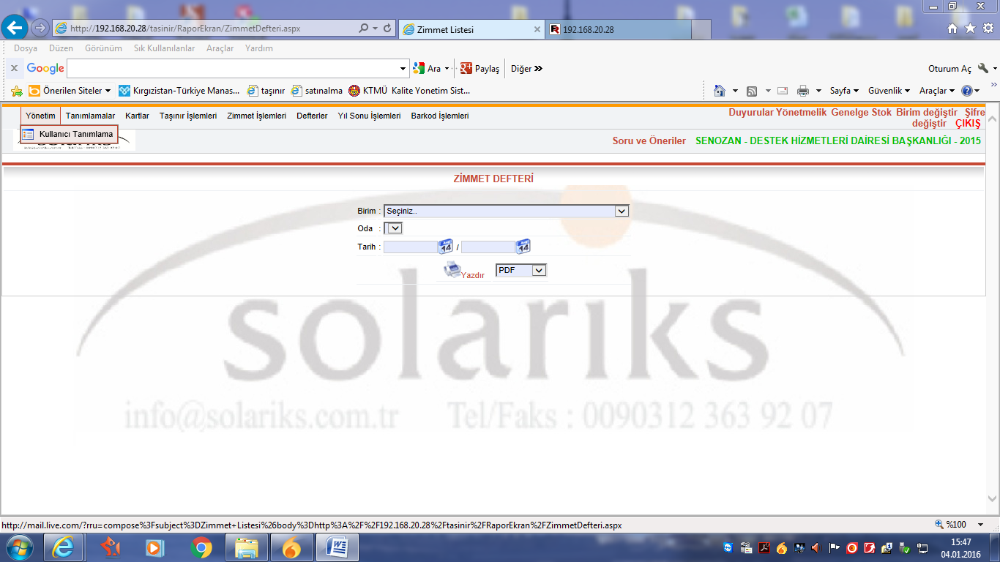 http://192.168.20.28/tasinir/RaporEkran/ZimmetDefteri.aspx
Zimmet Listesi
192.168.20.28
Dosya Düzen Görünüm Sık Kullanılanlar Araçlar Yardım
x Google Ara Paylaş Diğer » Oturum Aç
Önerilen Siteler Kırgızistan-Türkiye Manas... taşınır satınalma KTMÜ Kalite Yonetim Sist... Sayfa Güvenlik Araçlar
Yönetim Tanımlamalar Kartlar Taşınır İşlemleri Zimmet İşlemleri Defterler Yıl Sonu İşlemleri Barkod İşlemleri
Duyurular Yönetmelik Genelge Stok Birim değiştir Şifre
değiştir ÇIKIŞ
Kullanıcı Tanımlama
Soru ve Öneriler SENOZAN - DESTEK HİZMETLERİ DAİRESİ BAŞKANLIĞI - 2015
ZİMMET DEFTERİ
Birim : Seçiniz..
Oda :
Tarih : /
Yazdır PDF
solarıks
info@solariks.com.tr Tel/Faks : 0090312 363 92 07
http://mail.live.com/?rru=compose%3Fsubject%3DZimmet+Listesi%26body%3Dhttp%3A%2F%2F192.168.20.28%2Ftasinir%2FRaporEkran%2FZimmetDefteri.aspx
%100
15:47
04.01.2016